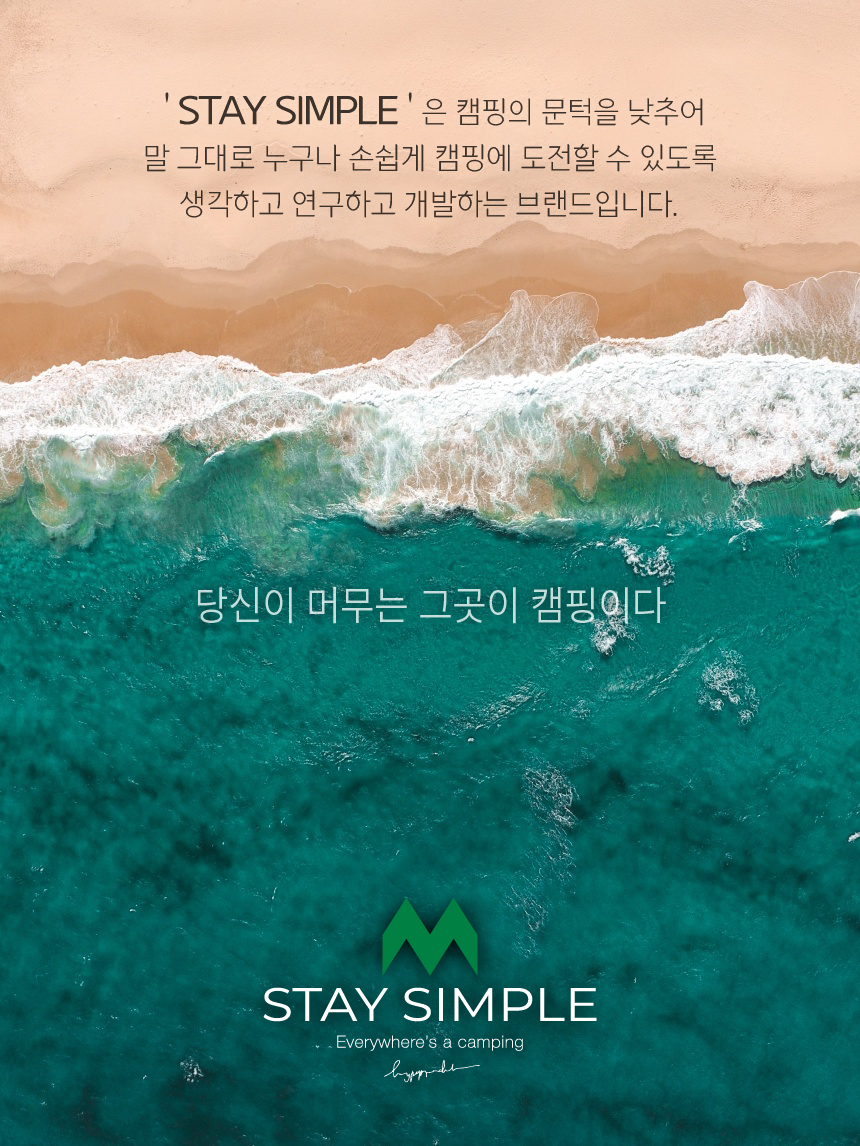 ' STAY SIMPLE ' 은 캠핑의 문턱을 낮추어
말 그대로 누구나 손쉽게 캠핑에 도전할 수 있도록
생각하고 연구하고 개발하는 브랜드입니다.
당신이 머무는 그곳이 캠핑이다
STAY SIMPLE
Everywhere's a camping